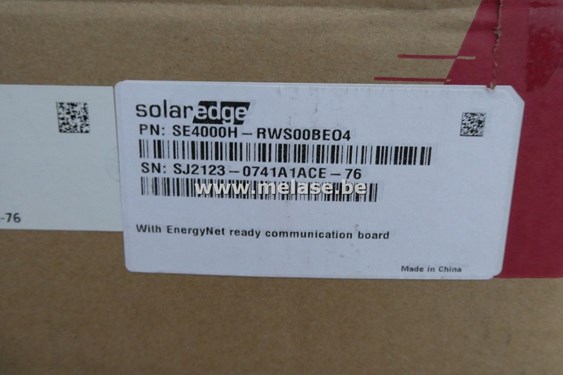 solaredge
PN: SE4000H-RWS00BEO4
SN: SJ2123-0741A1ACE-76
www.melase.be
With EnergyNet ready communication board
Made in China
-76